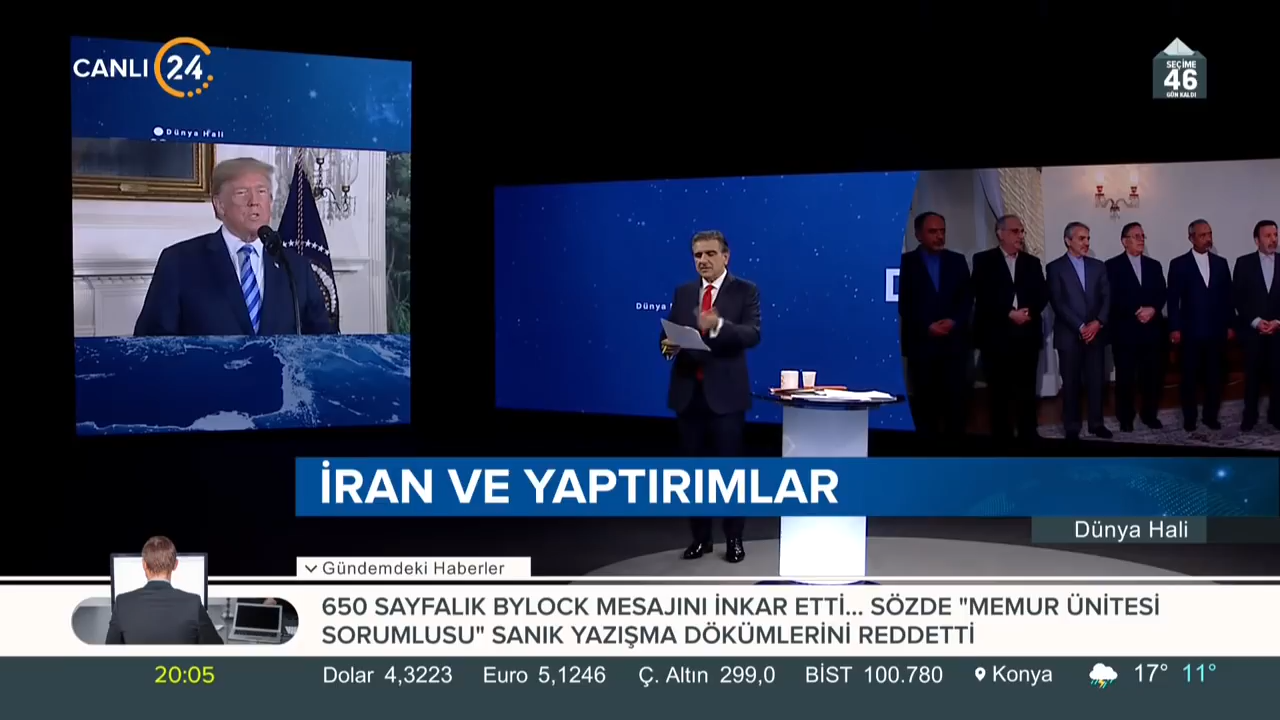 CANLI 24
SEÇİME
46
GÜN KALDI
Dünya Hali
Dünya
D
İRAN VE YAPTIRIMLAR
Dünya Hali
Gündemdeki Haberler
650 SAYFALIK BYLOCK MESAJINI İNKAR ETTİ... SÖZDE "MEMUR ÜNİTESİ
SORUMLUSU" SANIK YAZIŞMA DÖKÜMLERİNİ REDDETTİ
20:05 Dolar 4,3223 Euro 5,1246 Ç. Altın 299,0 BİST 100.780 Konya 17° 11°